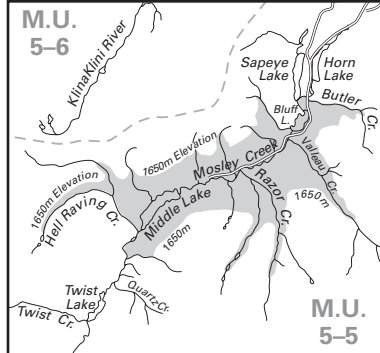 M.U.
5–6
KlinaKlini River
Sapeye
Lake
Horn
Lake
Bluff
L.
Butler
Cr.
1650m Elevation
Mosley Creek
Valleau Cr.
1650m Elevation
Hell Raving Cr.
Middle Lake
Razor Cr.
1650m
1650m
Twist
Lake
Quartz Cr.
Twist Cr.
M.U.
5–5